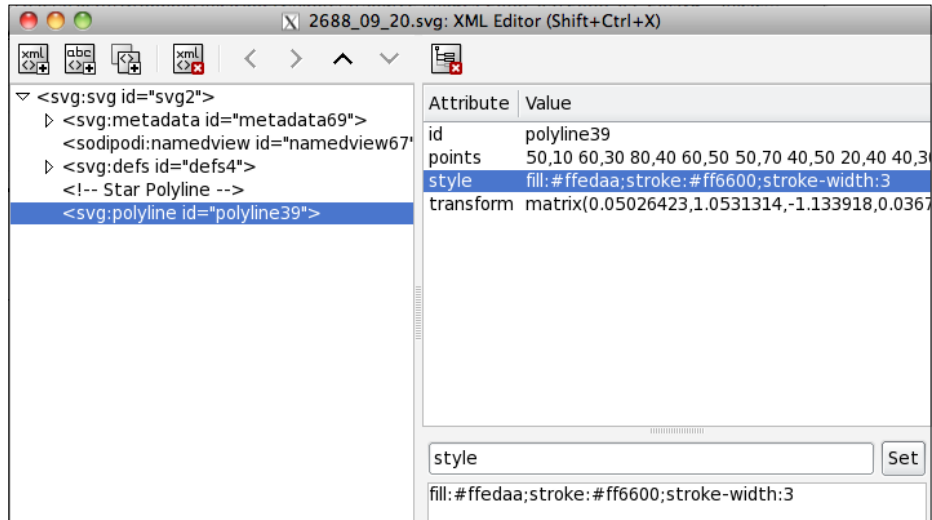 2688_09_20.svg: XML Editor (Shift+Ctrl+X)
xml
abc
xml
<svg:svg id="svg2">
<svg:metadata id="metadata69">
<sodipodi:namedview id="namedview67"
<svg:defs id="defs4">
<!-- Star Polyline -->
<svg:polyline id="polyline39">
Attribute Value
id polyline39
points 50,10 60,30 80,40 60,50 50,70 40,50 20,40 40,30
style fill:#ffedaa;stroke:#ff6600;stroke-width:3
transform matrix(0.05026423,1.0531314,-1.133918,0.0367
style
Set
fill:#ffedaa;stroke:#ff6600;stroke-width:3